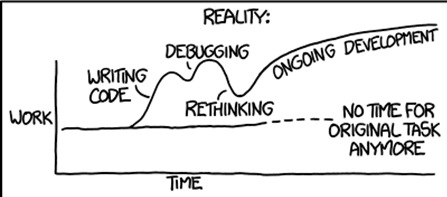 REALITY:
WRITING
CODE
DEBUGGING
RETHINKING
ONGOING DEVELOPMENT
WORK
NO TIME FOR
ORIGINAL TASK
ANYMORE
TIME